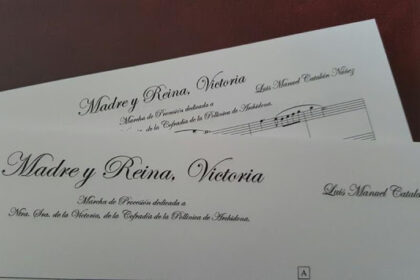 Madre y Reina, Victoria
Marcha de Procesión dedicada a
de la Cofradía de la Pollinica de Archidona.
Luis Manuel Catalán Núñez
Madre y Reina, Victoria
Marcha de Procesión dedicada a
Ntra. Sra. de la Victoria, de la Cofradía de la Pollinica de Archidona.
Luis Manuel Catalá
A